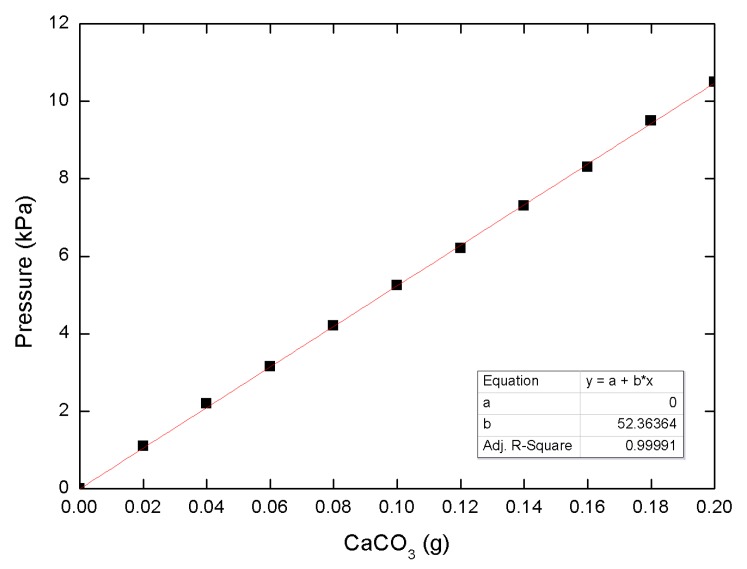 12
10
8
6
4
2
0
Pressure (kPa)
Equation y = a + b*x
a 0
b 52.36364
Adj. R-Square 0.99991
0.00 0.02 0.04 0.06 0.08 0.10 0.12 0.14 0.16 0.18 0.20
CaCO₃ (g)